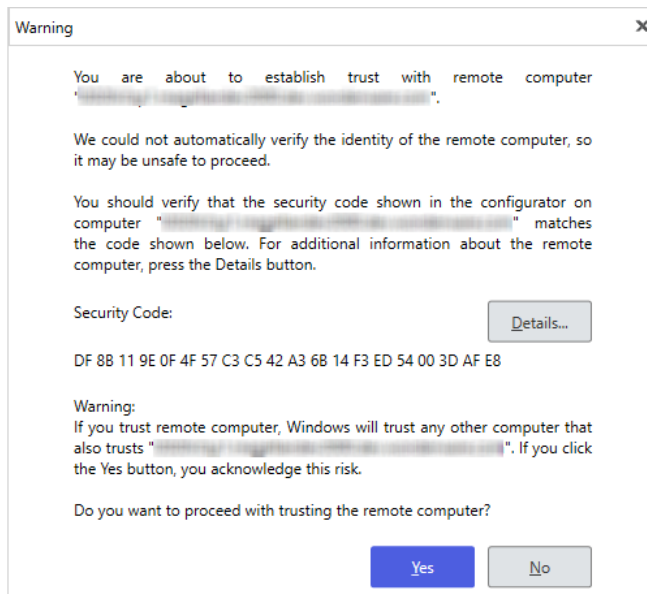 Warning
You are about to establish trust with remote computer
"".
We could not automatically verify the identity of the remote computer, so
it may be unsafe to proceed.
You should verify that the security code shown in the configurator on
computer "" matches
the code shown below. For additional information about the remote
computer, press the Details button.
Security Code:
Details...
DF 8B 11 9E 0F 4F 57 C3 C5 42 A3 6B 14 F3 ED 54 00 3D AF E8
Warning:
If you trust remote computer, Windows will trust any other computer that
also trusts "". If you click
the Yes button, you acknowledge this risk.
Do you want to proceed with trusting the remote computer?
Yes
No